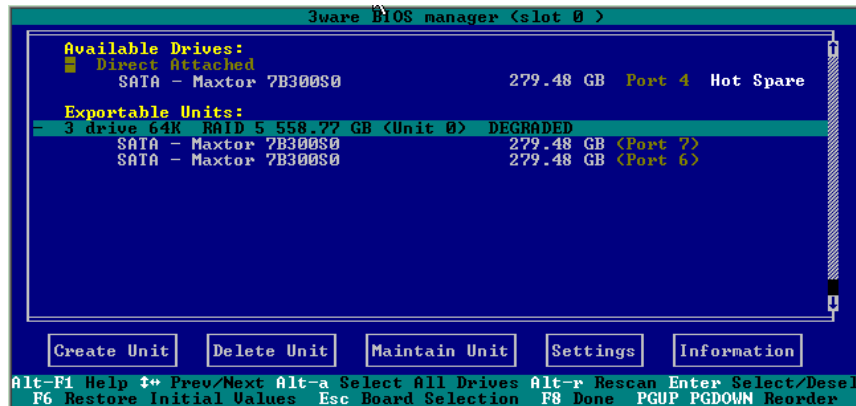 3ware BIOS manager (slot 0 )
Available Drives:
Direct Attached
SATA - Maxtor 7B300S0 279.48 GB Port 4 Hot Spare
Exportable Units:
- 3 drive 64K RAID 5 558.77 GB (Unit 0) DEGRADED
SATA - Maxtor 7B300S0 279.48 GB (Port 7)
SATA - Maxtor 7B300S0 279.48 GB (Port 6)
Create Unit Delete Unit Maintain Unit Settings Information
Alt-F1 Help ↕↔ Prev/Next Alt-a Select All Drives Alt-r Rescan Enter Select/Desel
F6 Restore Initial Values Esc Board Selection F8 Done PGUP PGDOWN Reorder